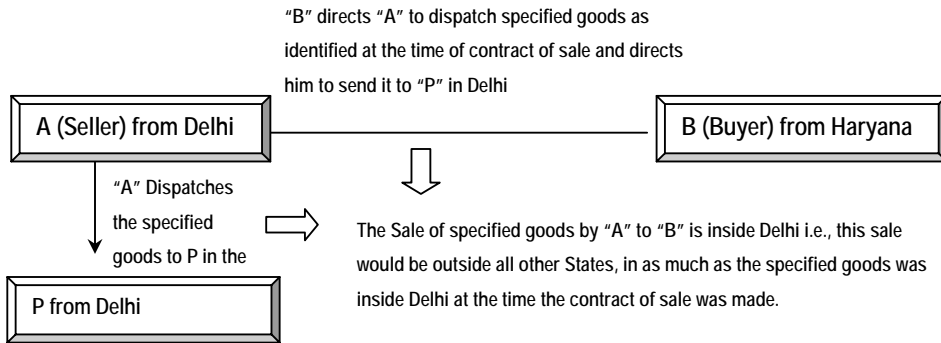 “B” directs “A” to dispatch specified goods as
identified at the time of contract of sale and directs
him to send it to “P” in Delhi
A (Seller) from Delhi
B (Buyer) from Haryana
“A” Dispatches
the specified
goods to P in the
The Sale of specified goods by “A” to “B” is inside Delhi i.e., this sale
would be outside all other States, in as much as the specified goods was
inside Delhi at the time the contract of sale was made.
P from Delhi